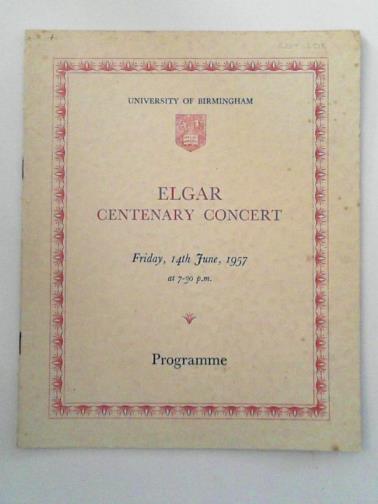 UNIVERSITY OF BIRMINGHAM
ELGAR
CENTENARY CONCERT
Friday, 14th June, 1957
at 7-30 p.m.
Programme